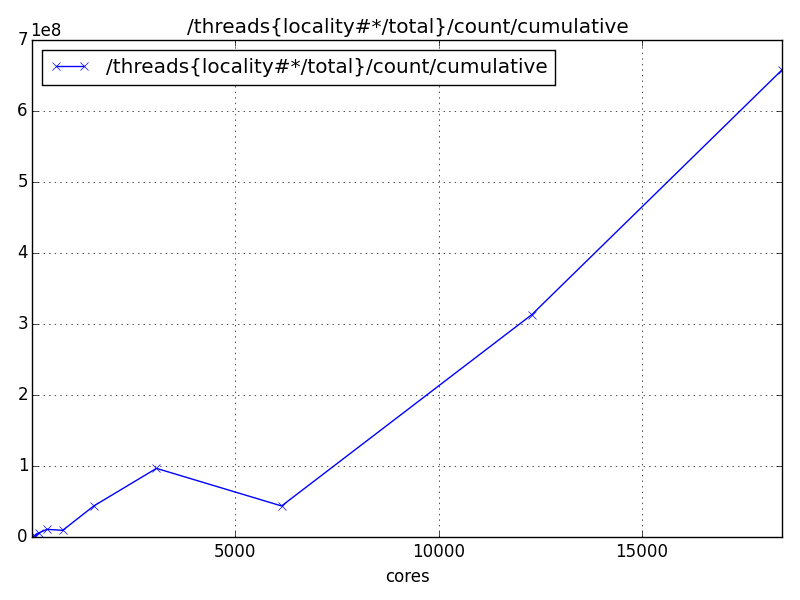 /threads{locality#*/total}/count/cumulative
1e8
/threads{locality#*/total}/count/cumulative
7
6
5
4
3
2
1
0
5000 10000 15000
cores